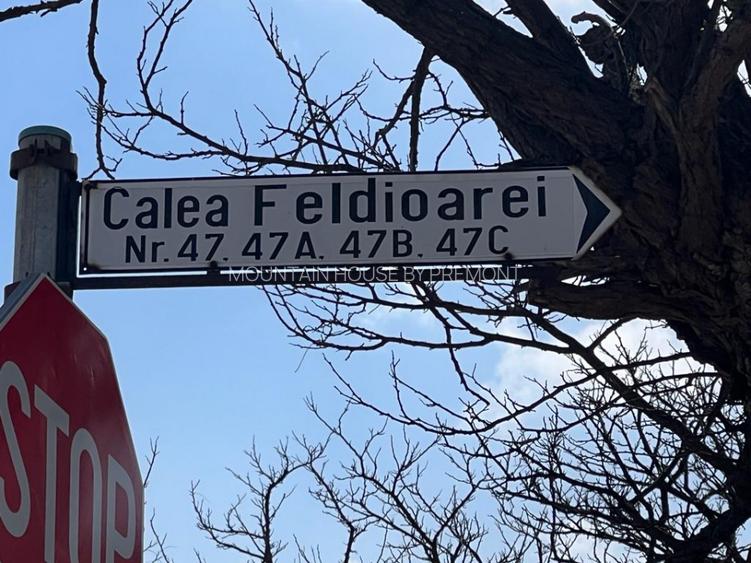 Calea Feldioarei
Nr. 47, 47A, 47B, 47C
MOUNTAIN HOUSE BY PREMONT
STOP